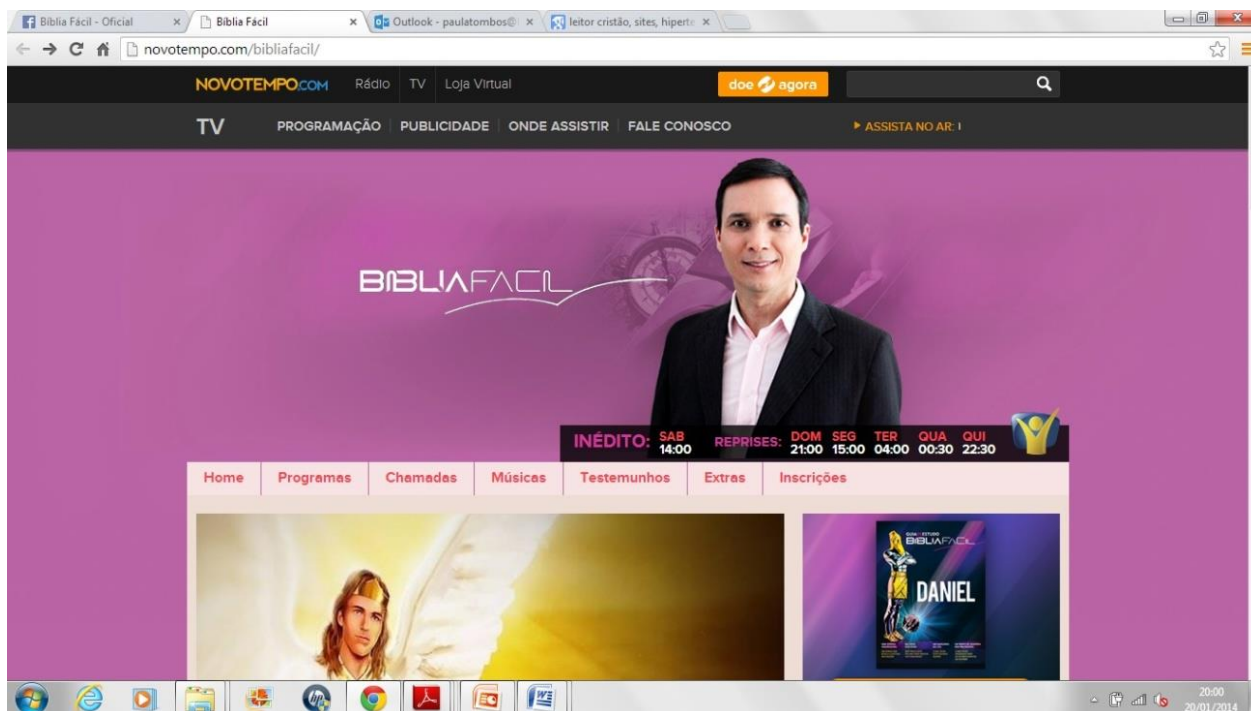 Bíblia Fácil - Oficial
Bíblia Fácil
Outlook - paulatombos@
leitor cristão, sites, hiperte
novotempo.com/bibliafacil/
NOVOTEMPO.COM Rádio TV Loja Virtual doe agora
TV PROGRAMAÇÃO PUBLICIDADE ONDE ASSISTIR FALE CONOSCO ASSISTA NO AR:
BÍBLIAFACIL
INÉDITO: SAB 14:00 REPRISES: DOM 21:00 SEG 15:00 TER 04:00 QUA 00:30 QUI 22:30
Home Programas Chamadas Músicas Testemunhos Extras Inscrições
BÍBLIAFACIL
DANIEL
20:00
20/01/2014